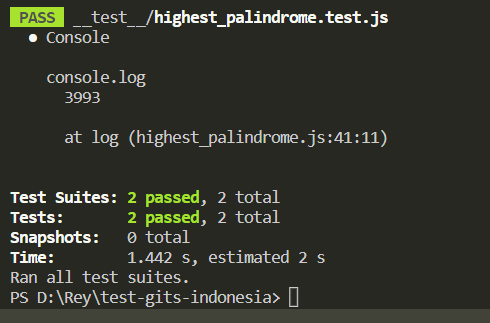 PASS __test__/highest_palindrome.test.js
● Console
console.log
3993
at log (highest_palindrome.js:41:11)
Test Suites: 2 passed, 2 total
Tests: 2 passed, 2 total
Snapshots: 0 total
Time: 1.442 s, estimated 2 s
Ran all test suites.
PS D:\Rey\test-gits-indonesia>